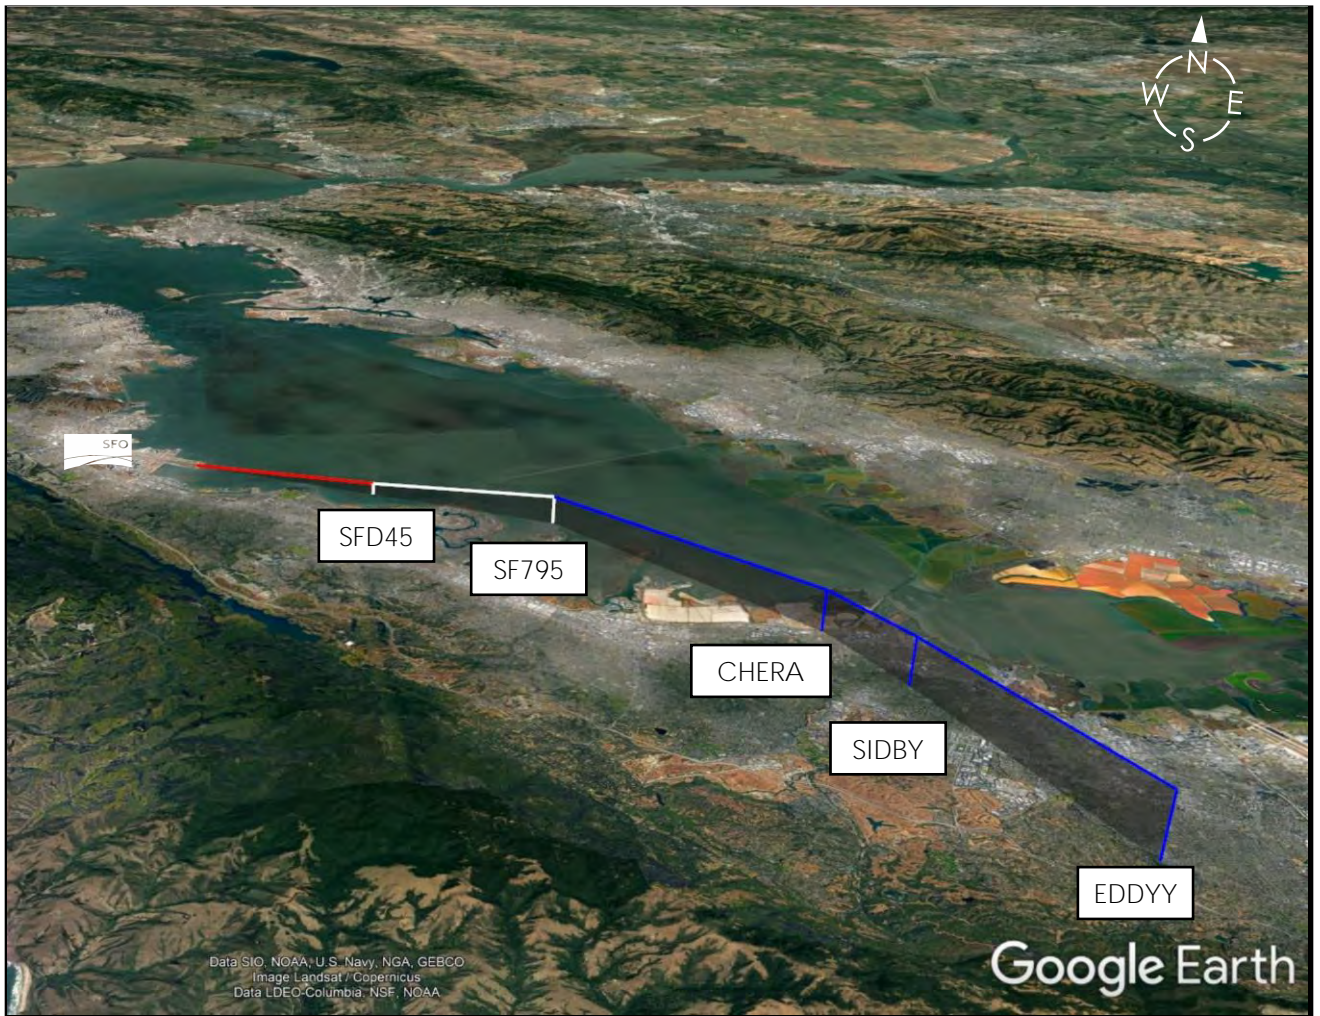 N
W
E
S
SFO
SFD45
SF795
CHERA
SIDBY
EDDYY
Data SIO, NOAA, U.S. Navy, NGA, GEBCO
Image Landsat / Copernicus
Data LDEO-Columbia, NSF, NOAA
Google Earth